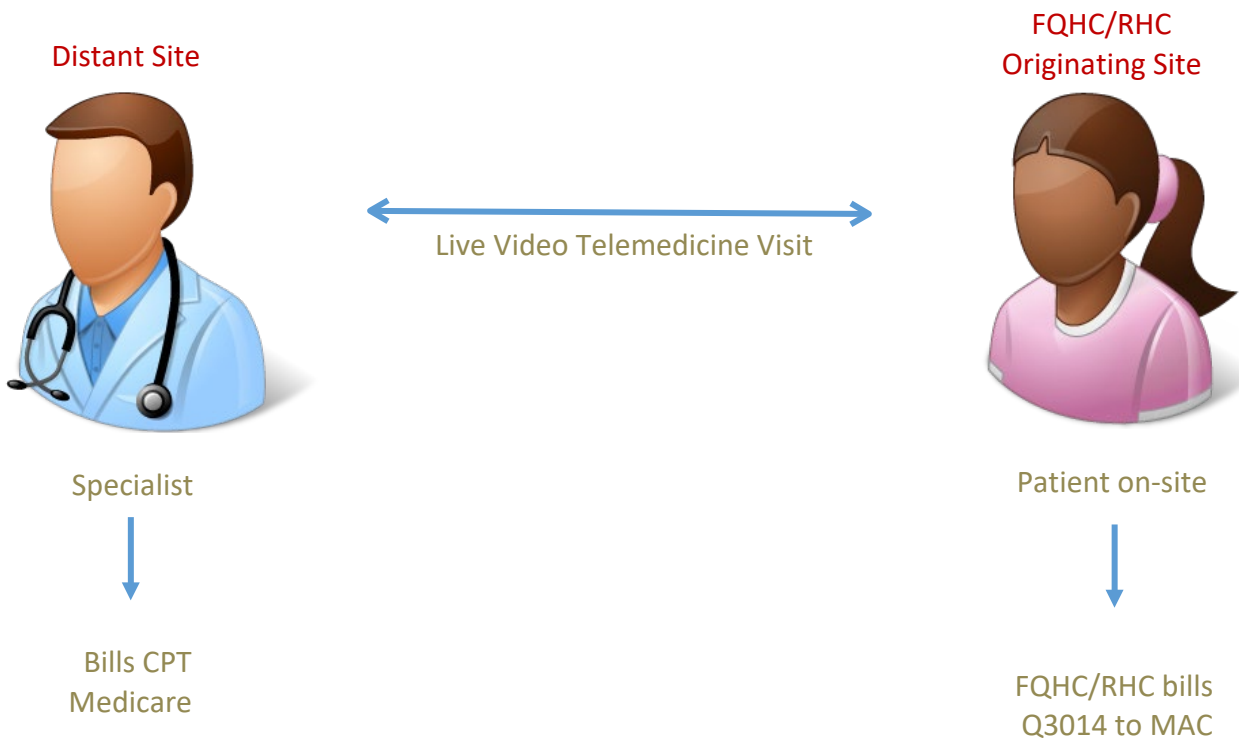 Distant Site
FQHC/RHC
Originating Site
Live Video Telemedicine Visit
Specialist
Patient on-site
Bills CPT
Medicare
FQHC/RHC bills
Q3014 to MAC